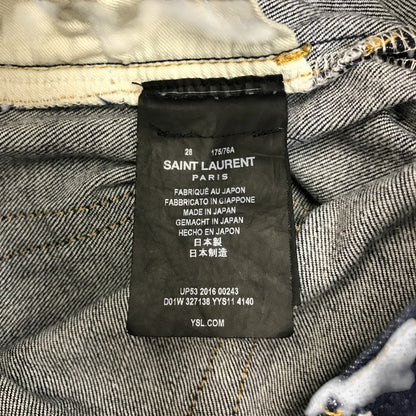 28 175/76A
SAINT LAURENT
PARIS
FABRIQUÉ AU JAPON
FABBRICATO IN GIAPPONE
MADE IN JAPAN
GEMACHT IN JAPAN
HECHO EN JAPON
日本製
日本制造
UP53 2016 00243
D01W 327138 YYS11 4140
YSL.COM